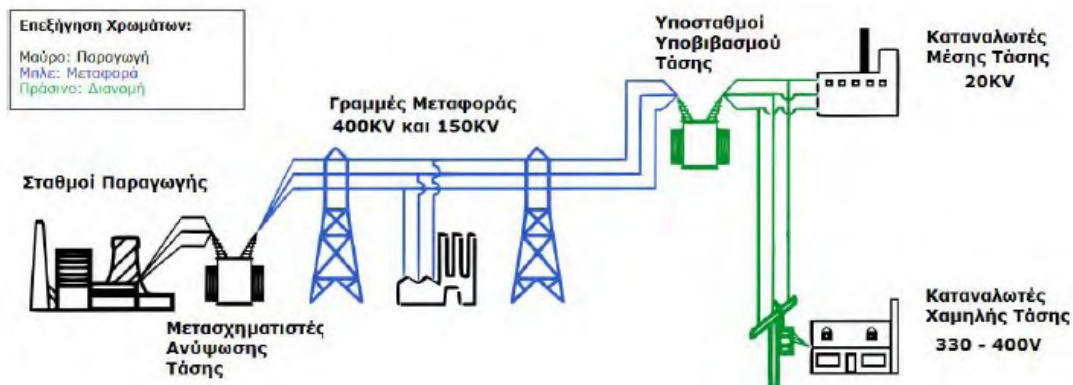 Επεξήγηση Χρωμάτων:
Μαύρο: Παραγωγή
Μπλε: Μεταφορά
Πράσινο: Διανομή
Σταθμοί Παραγωγής
Μετασχηματιστές
Ανύψωσης
Τάσης
Γραμμές Μεταφοράς
400KV και 150KV
Υποσταθμοί
Υποβιβασμού
Τάσης
Καταναλωτές
Μέσης Τάσης
20KV
Καταναλωτές
Χαμηλής Τάσης
330 - 400V